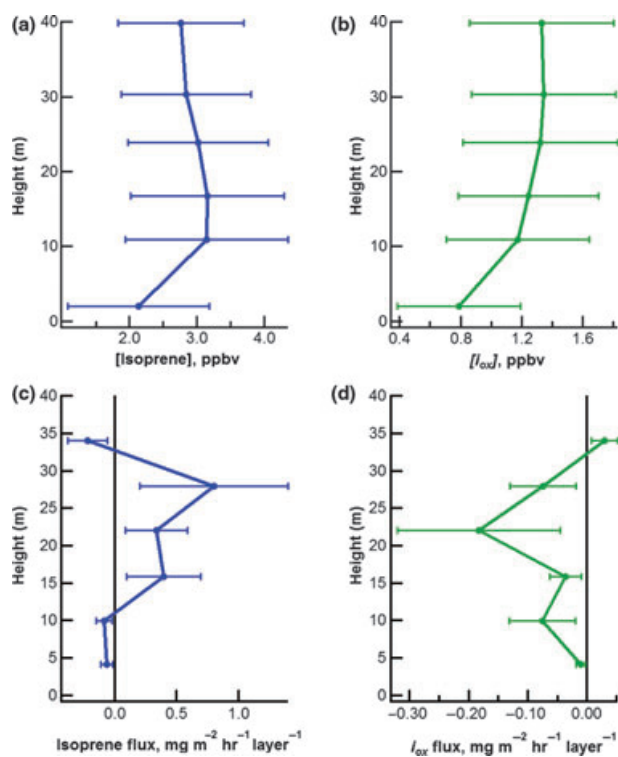 (a)
40
30
20
10
0
Height (m)
2.0 3.0 4.0
[Isoprene], ppbv
(b)
40
30
20
10
0
Height (m)
0.4 0.8 1.2 1.6
[i_ox], ppbv
(c)
40
35
30
25
20
15
10
5
0
Height (m)
0.0 0.5 1.0
Isoprene flux, mg m⁻² hr⁻¹ layer⁻¹
(d)
40
35
30
25
20
15
10
5
0
Height (m)
−0.30 −0.20 −0.10 0.00
i_ox flux, mg m⁻² hr⁻¹ layer⁻¹